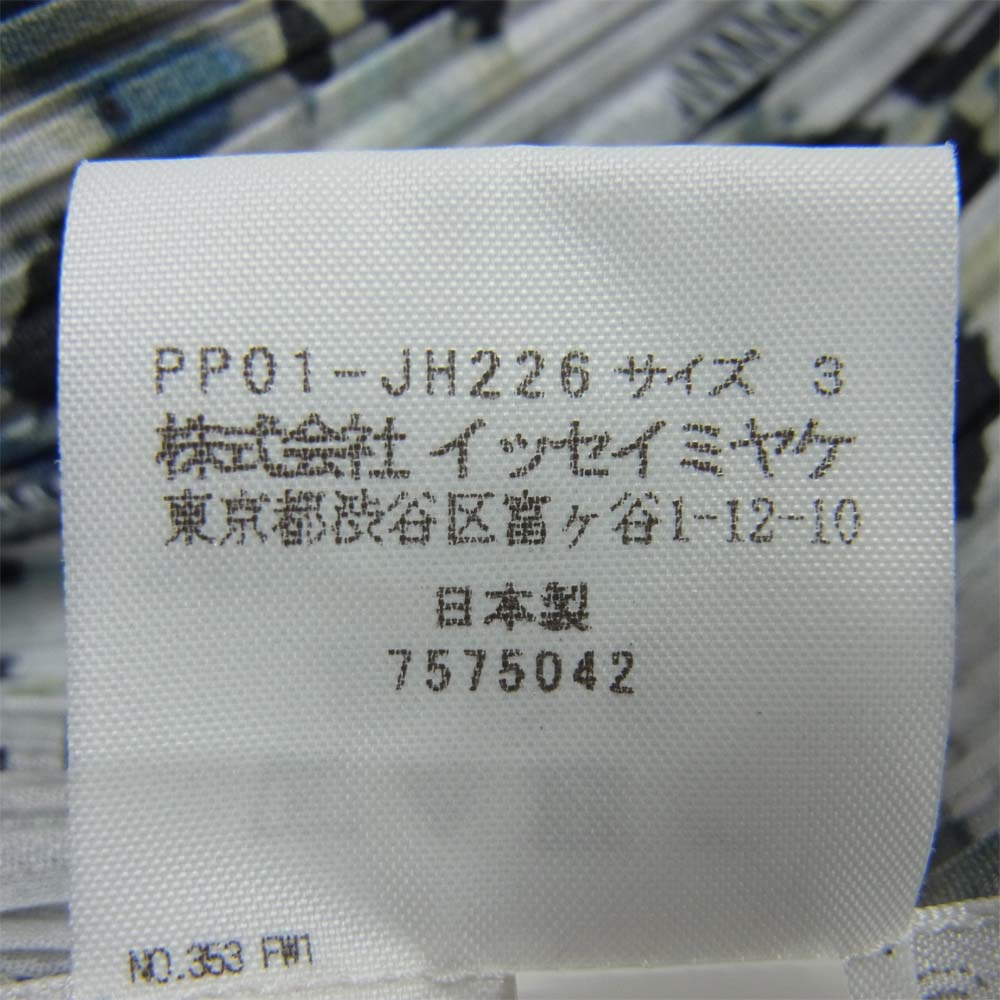 PP01-JH226 サイズ 3
株式会社 イッセイミヤケ
東京都渋谷区富ヶ谷1-12-10
日本製
7575042
NO.353 FW1